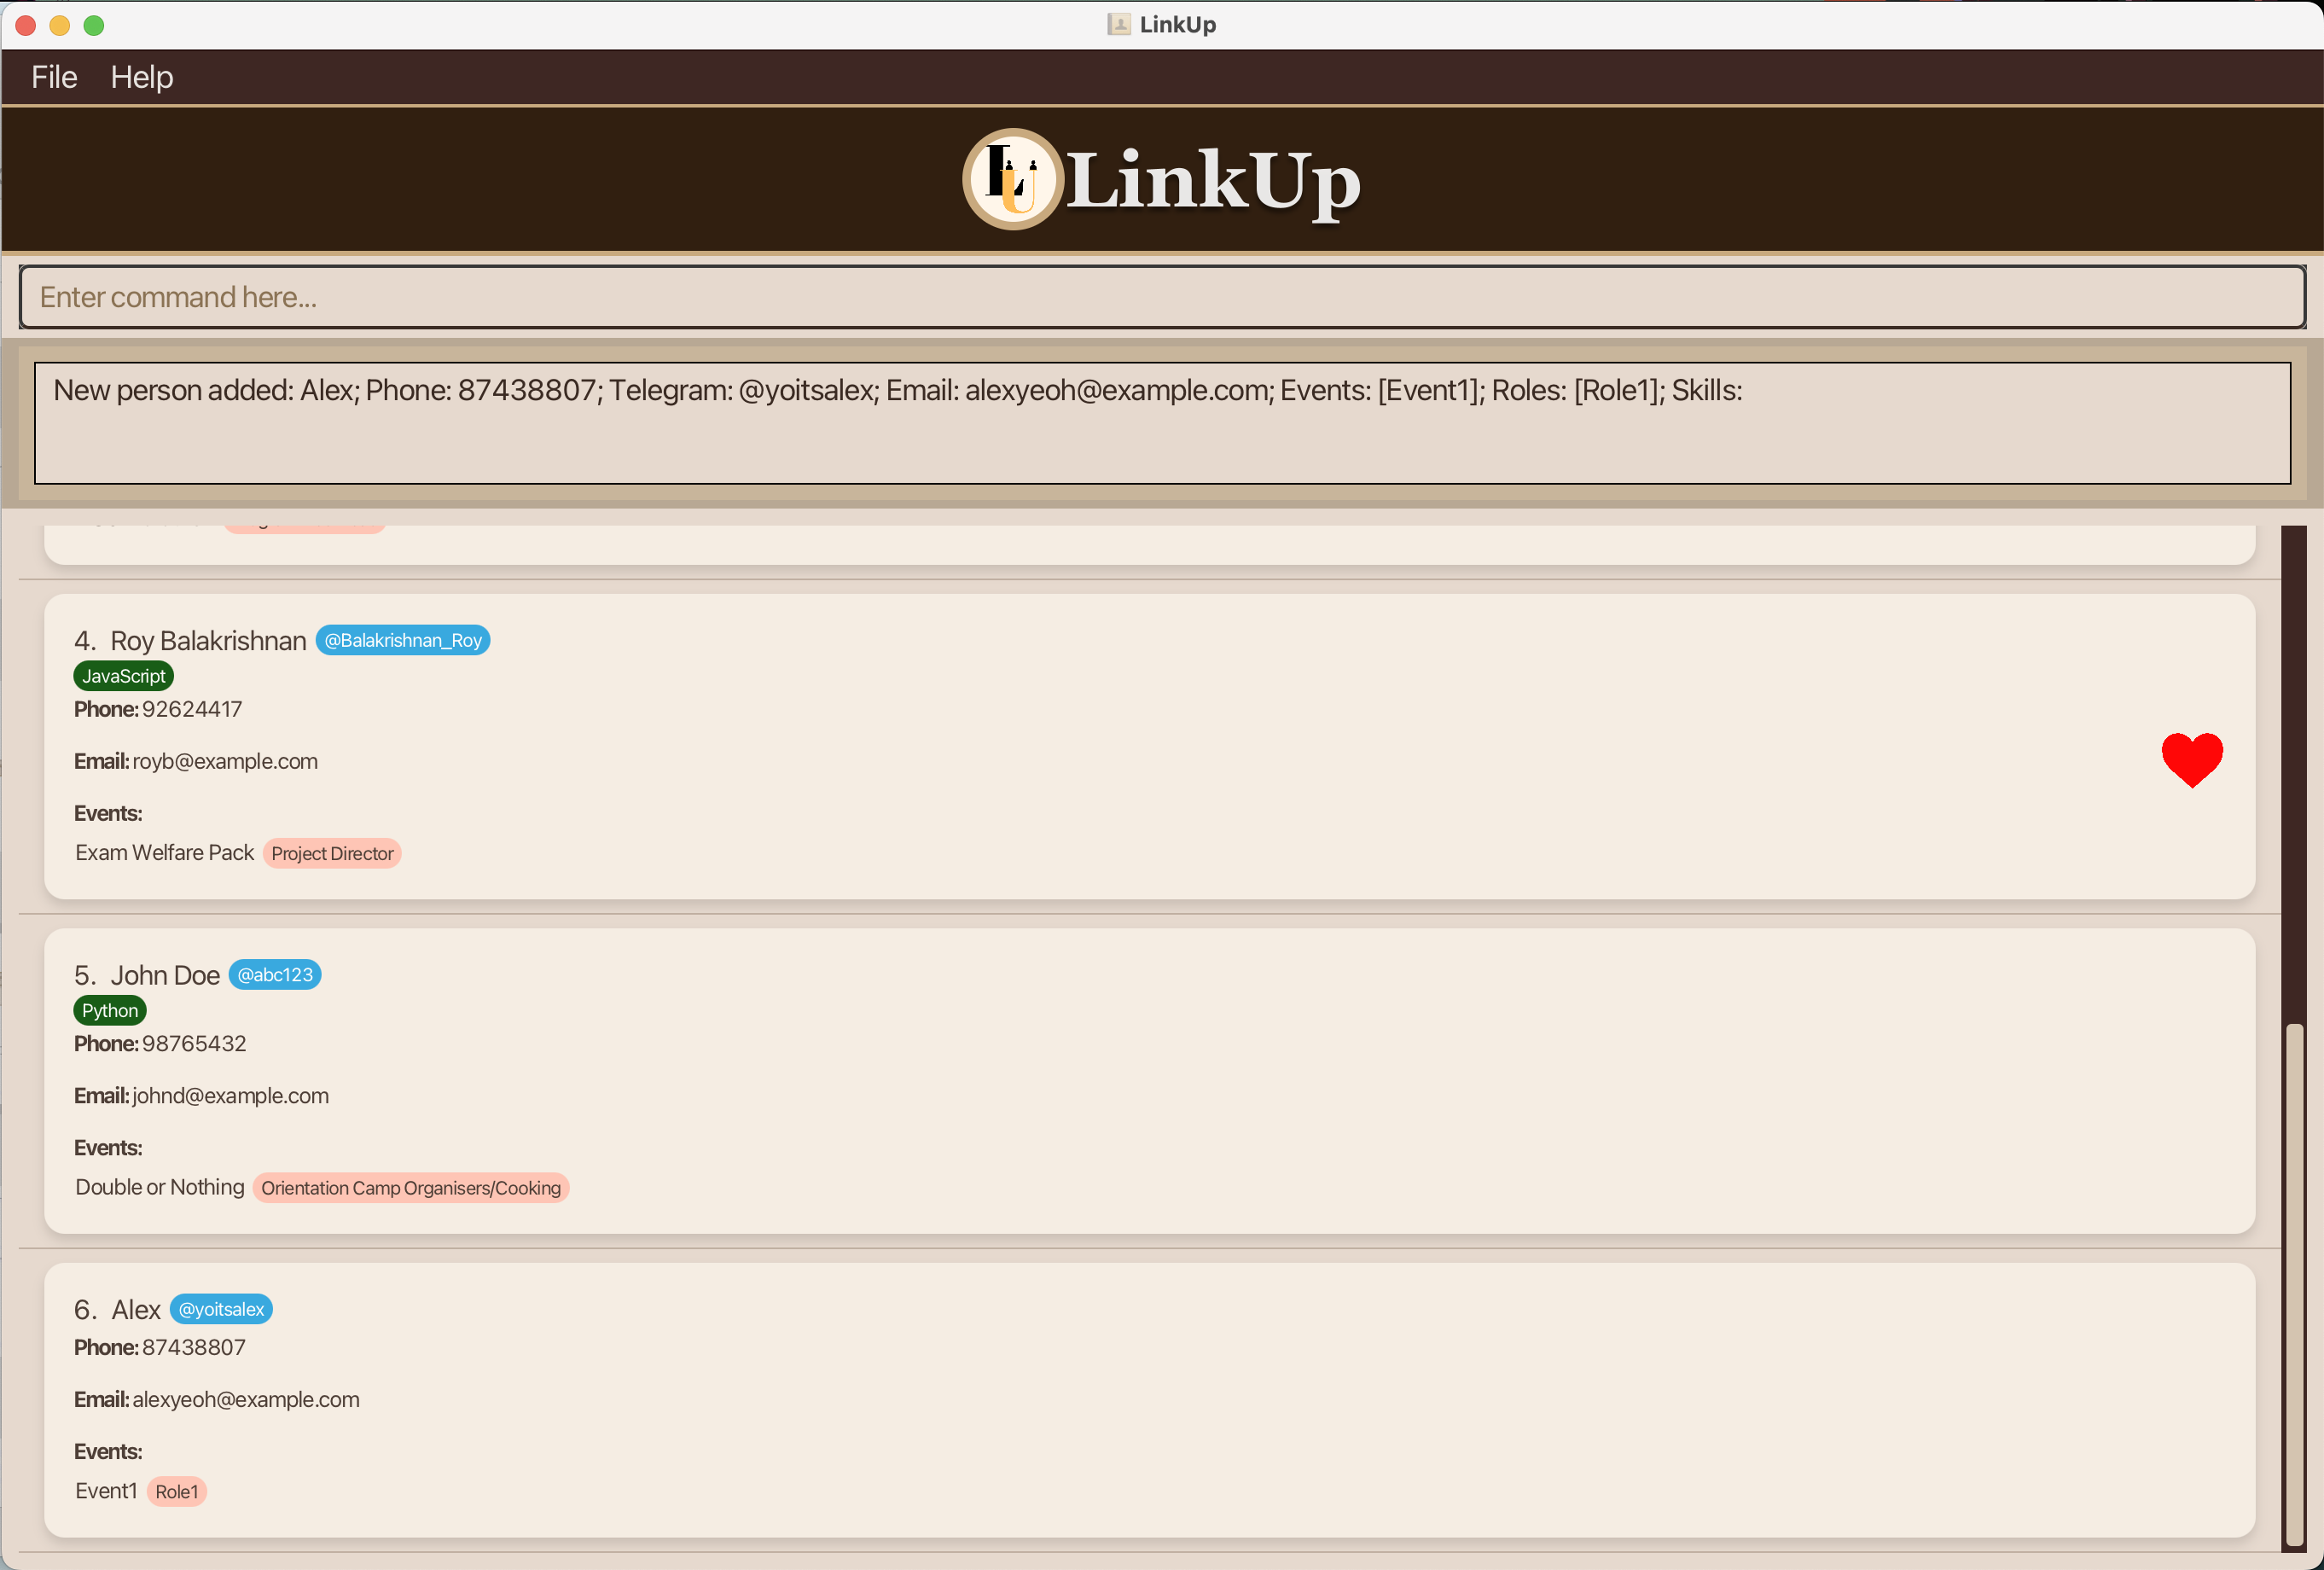 LinkUp
File Help
LU LinkUp
Enter command here...
New person added: Alex; Phone: 87438807; Telegram: @yoitsalex; Email: alexyeoh@example.com; Events: [Event1]; Roles: [Role1]; Skills:
4. Roy Balakrishnan @Balakrishnan_Roy
JavaScript
Phone: 92624417
Email: royb@example.com
Events:
Exam Welfare Pack Project Director
5. John Doe @abc123
Python
Phone: 98765432
Email: johnd@example.com
Events:
Double or Nothing Orientation Camp Organisers/Cooking
6. Alex @yoitsalex
Phone: 87438807
Email: alexyeoh@example.com
Events:
Event1 Role1